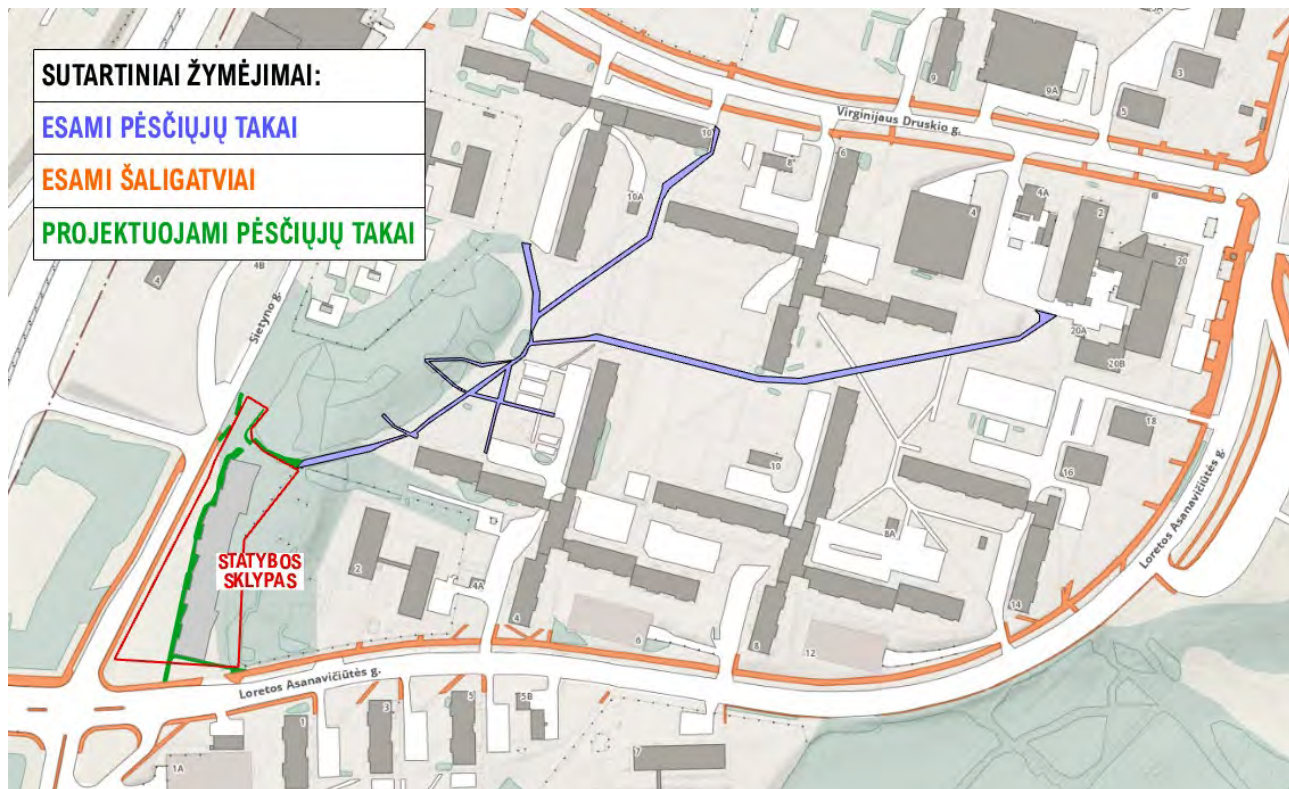 SUTARTINIAI ŽYMĖJIMAI:
ESAMI PĖSČIŲJŲ TAKAI
ESAMI ŠALIGATVIAI
PROJEKTUOJAMI PĖSČIŲJŲ TAKAI
9
9A
3
5
Virginijaus Druskio g.
10
8
6
10A
4
4A
2
20
4
4B
Sietyno g.
20A
20B
18
10
16
8A
STATYBOS
SKLYPAS
2
4A
4
6
8
12
14
Loretos Asanavičiūtės g.
Loretos Asanavičiūtės g.
1
3
5
5B
7
1A